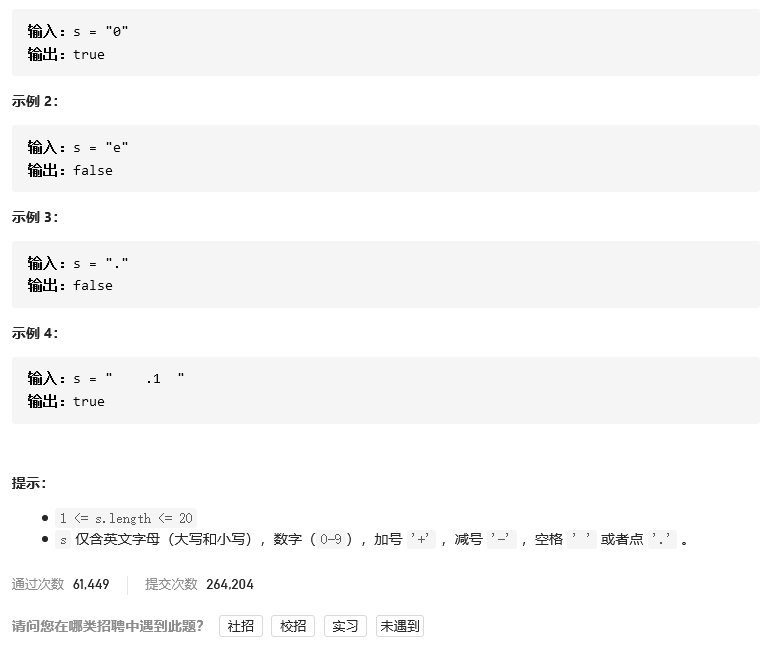 输入：s = "0"
输出：true
示例 2：
输入：s = "e"
输出：false
示例 3：
输入：s = "."
输出：false
示例 4：
输入：s = "    .1  "
输出：true
提示：
1 <= s.length <= 20
s 仅含英文字母（大写和小写），数字（0-9），加号 '+' ，减号 '-' ，空格 ' ' 或者点 '.' 。
通过次数 61,449 提交次数 264,204
请问您在哪类招聘中遇到此题？ 社招 校招 实习 未遇到